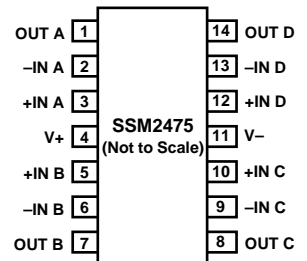 OUT A 1 14 OUT D
–IN A 2 13 –IN D
+IN A 3 12 +IN D
V+ 4 SSM2475 11 V–
(Not to Scale)
+IN B 5 10 +IN C
–IN B 6 9 –IN C
OUT B 7 8 OUT C